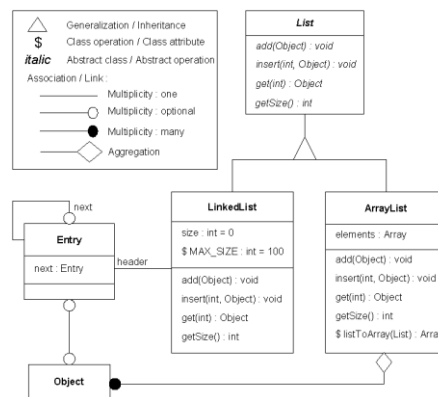 Generalization / Inheritance
$ Class operation / Class attribute
italic Abstract class / Abstract operation
Association / Link :
Multiplicity : one
Multiplicity : optional
Multiplicity : many
Aggregation
List
add(Object) : void
insert(int, Object) : void
get(int) : Object
getSize() : int
next
Entry
next : Entry
header
LinkedList
size : int = 0
$ MAX_SIZE : int = 100
add(Object) : void
insert(int, Object) : void
get(int) : Object
getSize() : int
ArrayList
elements : Array
add(Object) : void
insert(int, Object) : void
get(int) : Object
getSize() : int
$ listToArray(List) : Arra
Object